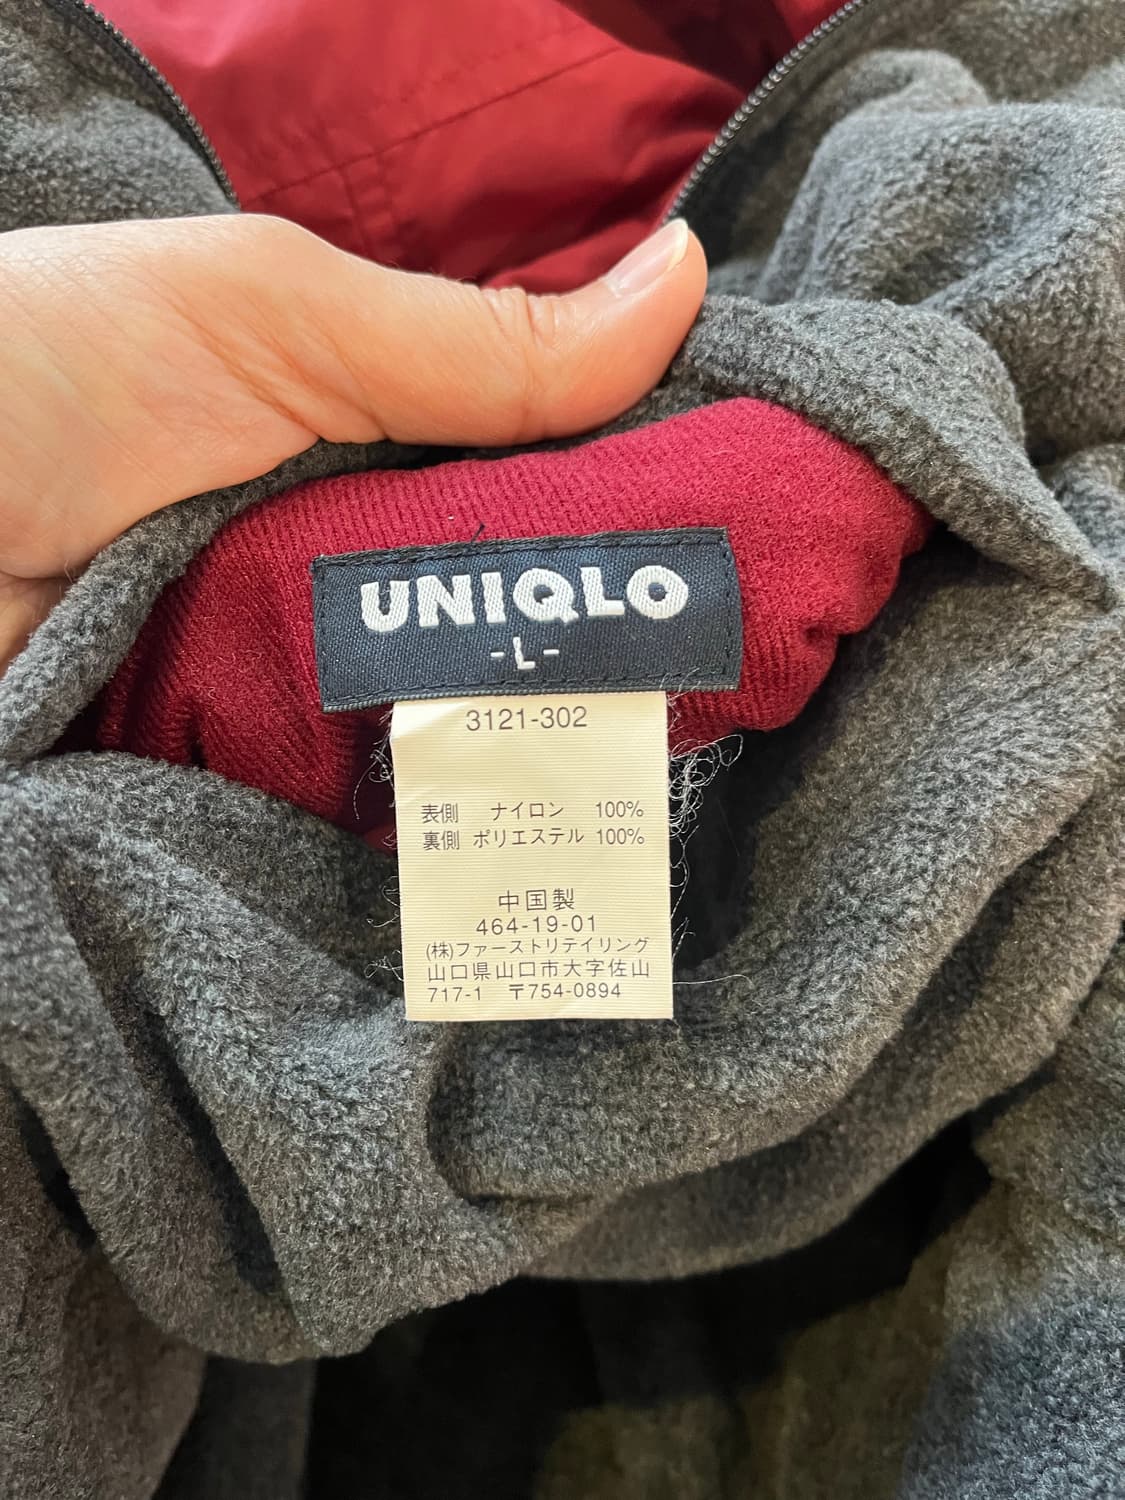 UNIQLO
-L-
3121-302
表側 ナイロン 100%
裏側 ポリエステル 100%
中国製
464-19-01
(株)ファーストリテイリング
山口県山口市大字佐山
717-1 〒754-0894